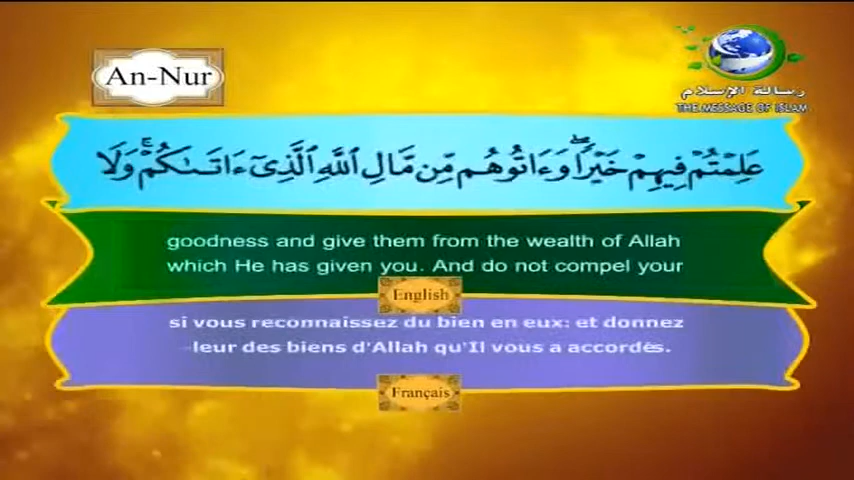 An-Nur
رسالة الإسلام
THE MESSAGE OF ISLAM
عَلِمْتُمْ فِيهِمْ خَيْرًا ۖ وَءَاتُوهُم مِّن مَّالِ ٱللَّهِ ٱلَّذِىٓ ءَاتَىٰكُمْ ۚ وَلَا
goodness and give them from the wealth of Allah
which He has given you. And do not compel your
English
si vous reconnaissez du bien en eux; et donnez
-leur des biens d'Allah qu'Il vous a accordés.
Français